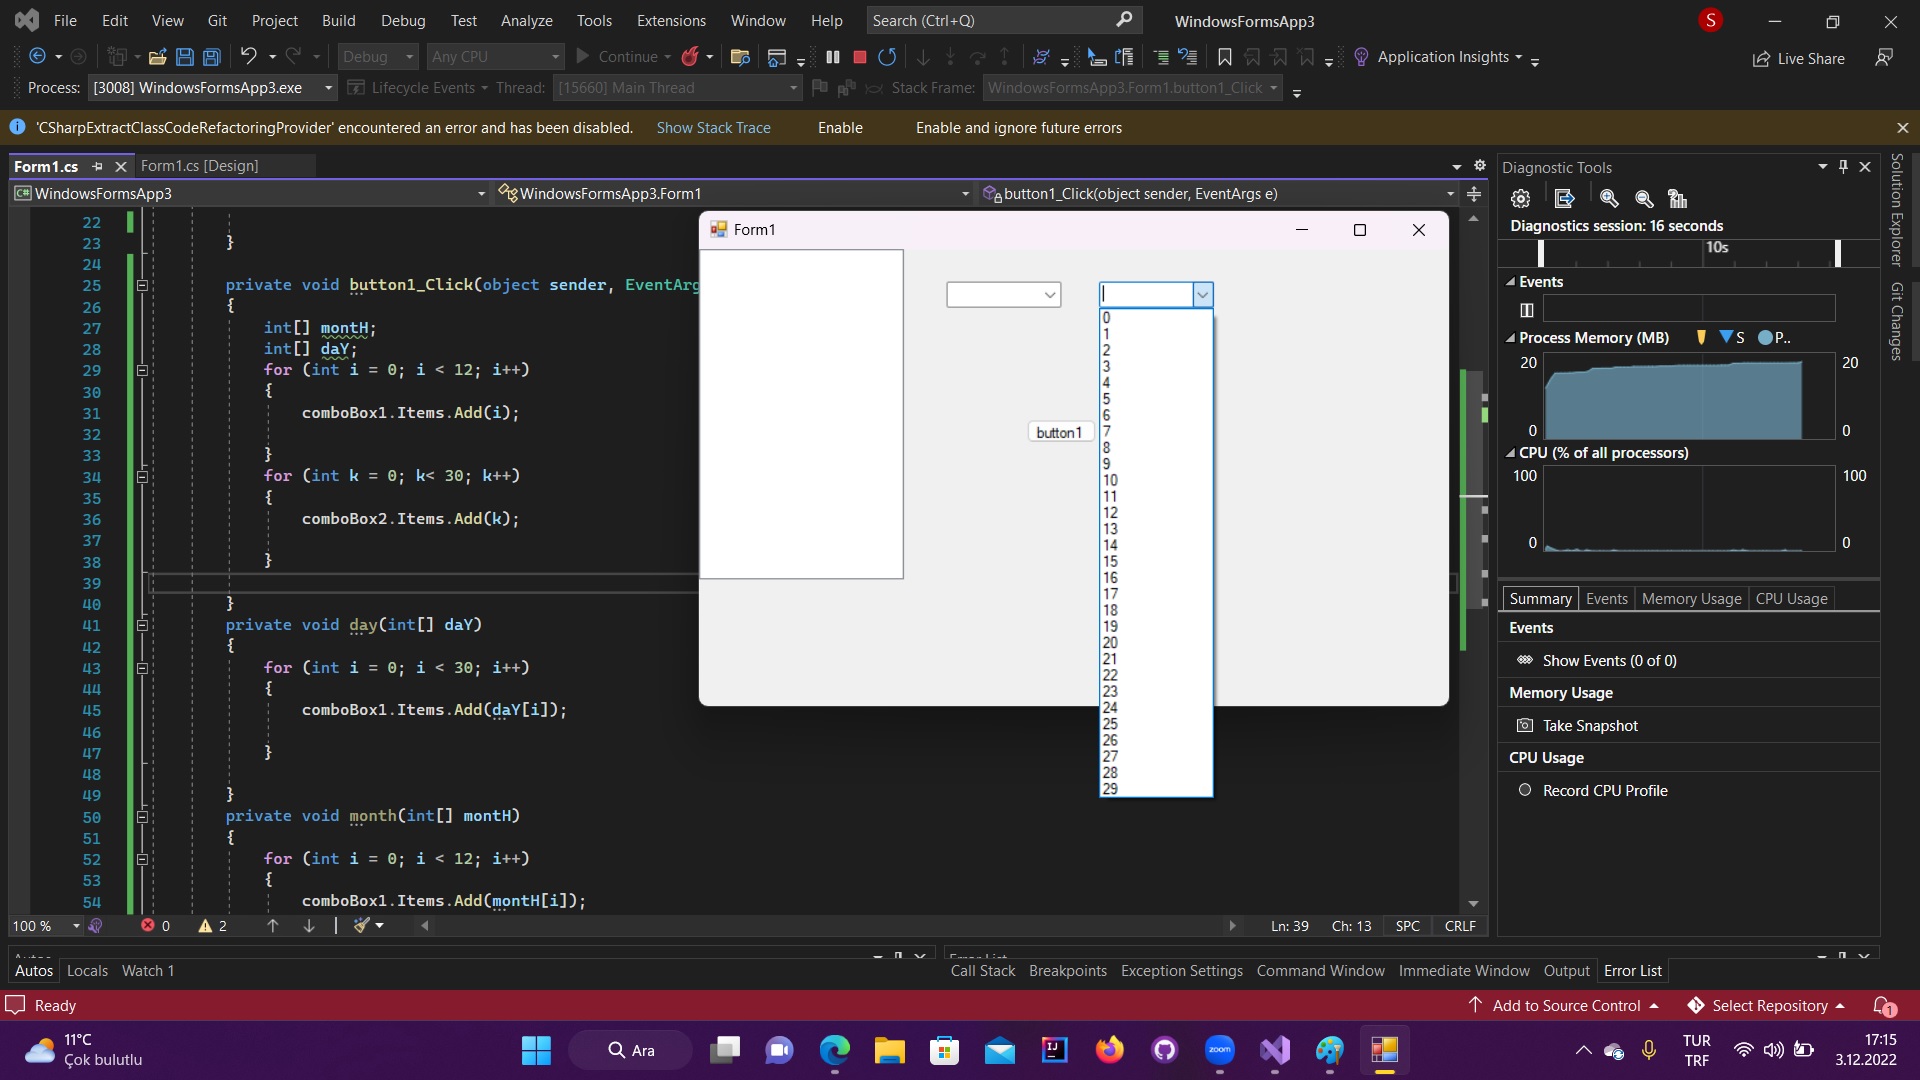 File Edit View Git Project Build Debug Test Analyze Tools Extensions Window Help Search (Ctrl+Q) WindowsFormsApp3 S
Debug Any CPU Continue Application Insights Live Share
Process: [3008] WindowsFormsApp3.exe Lifecycle Events Thread: [15660] Main Thread Stack Frame: WindowsFormsApp3.Form1.button1_Click
'CSharpExtractClassCodeRefactoringProvider' encountered an error and has been disabled. Show Stack Trace Enable Enable and ignore future errors
Form1.cs Form1.cs [Design]
WindowsFormsApp3 WindowsFormsApp3.Form1 button1_Click(object sender, EventArgs e)
22
23 }
24
25 private void button1_Click(object sender, EventArg
26 {
27 int[] montH;
28 int[] daY;
29 for (int i = 0; i < 12; i++)
30 {
31 comboBox1.Items.Add(i);
32
33 }
34 for (int k = 0; k< 30; k++)
35 {
36 comboBox2.Items.Add(k);
37
38 }
39
40 }
41 private void day(int[] daY)
42 {
43 for (int i = 0; i < 30; i++)
44 {
45 comboBox1.Items.Add(daY[i]);
46
47 }
48
49 }
50 private void month(int[] montH)
51 {
52 for (int i = 0; i < 12; i++)
53 {
54 comboBox1.Items.Add(montH[i]);
Form1
button1
0
1
2
3
4
5
6
7
8
9
10
11
12
13
14
15
16
17
18
19
20
21
22
23
24
25
26
27
28
29
Diagnostic Tools
Diagnostics session: 16 seconds
10s
Events
Process Memory (MB) S P..
20 20
0 0
CPU (% of all processors)
100 100
0 0
Summary Events Memory Usage CPU Usage
Events
Show Events (0 of 0)
Memory Usage
Take Snapshot
CPU Usage
Record CPU Profile
Solution Explorer
Git Changes
100 % 0 2 Ln: 39 Ch: 13 SPC CRLF
Autos Error List
Autos Locals Watch 1 Call Stack Breakpoints Exception Settings Command Window Immediate Window Output Error List
Ready Add to Source Control Select Repository 1
11°C
Çok bulutlu
Ara
zoom
TUR
TRF
17:15
3.12.2022